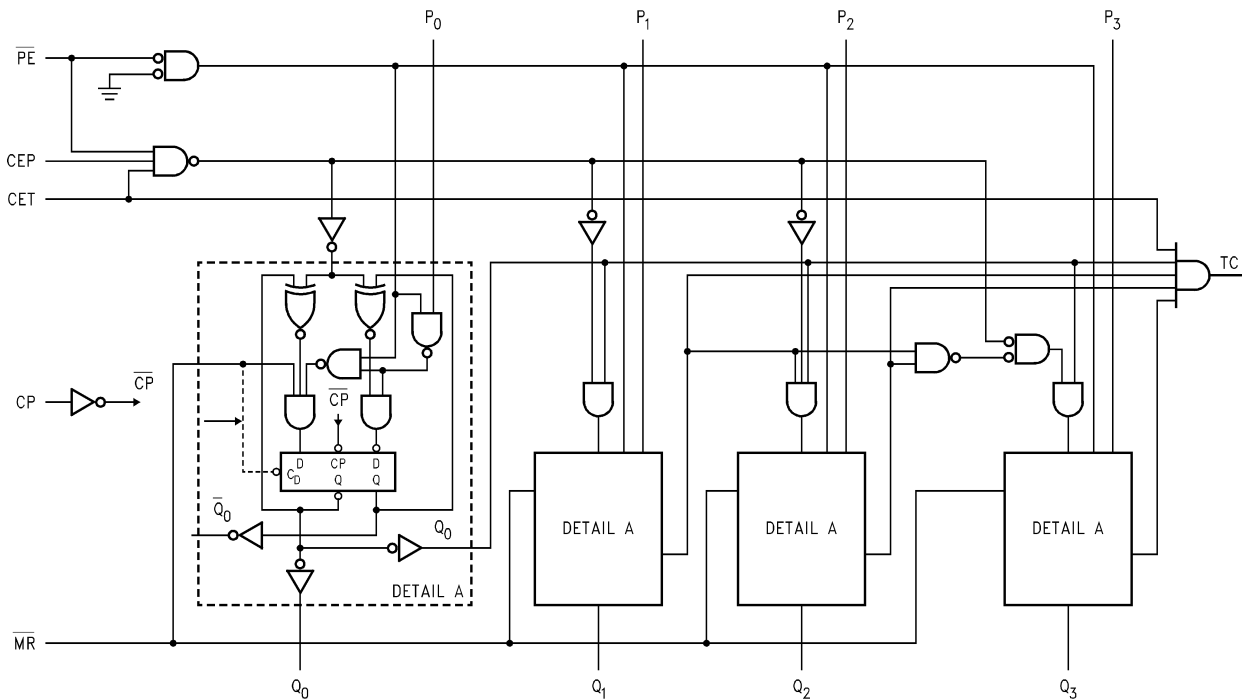 P0
P1
P2
P3
PE
CEP
CET
TC
CP
CP
CP
D
CP
D
CD
Q
Q
Q0
Q0
DETAIL A
DETAIL A
DETAIL A
DETAIL A
MR
Q0
Q1
Q2
Q3